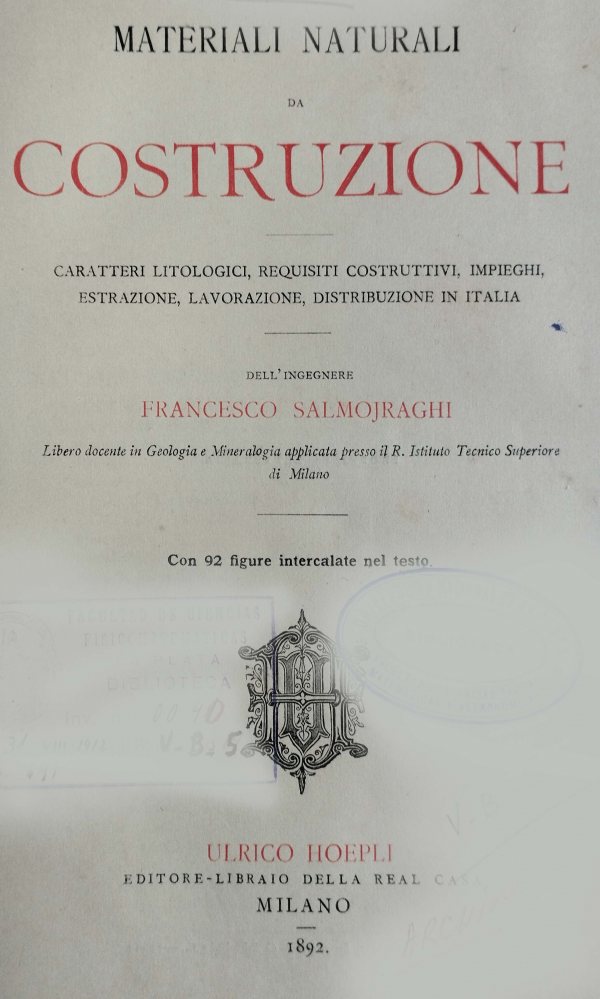 MATERIALI NATURALI
DA
COSTRUZIONE
CARATTERI LITOLOGICI, REQUISITI COSTRUTTIVI, IMPIEGHI,
ESTRAZIONE, LAVORAZIONE, DISTRIBUZIONE IN ITALIA
DELL'INGEGNERE
FRANCESCO SALMOJRAGHI
Libero docente in Geologia e Mineralogia applicata presso il R. Istituto Tecnico Superiore
di Milano
Con 92 figure intercalate nel testo.
BIBLIOTECA
ULRICO HOEPLI
EDITORE-LIBRAIO DELLA REAL CASA
MILANO
1892.